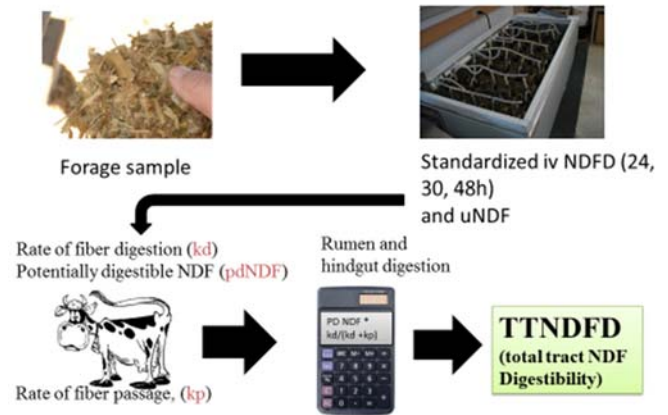 Forage sample
Standardized iv NDFD (24,
30, 48h)
and uNDF
Rate of fiber digestion (kd)
Potentially digestible NDF (pdNDF)
Rate of fiber passage, (kp)
Rumen and
hindgut digestion
PD NDF *
kd/(kd +kp)
TTNDFD
(total tract NDF
Digestibility)